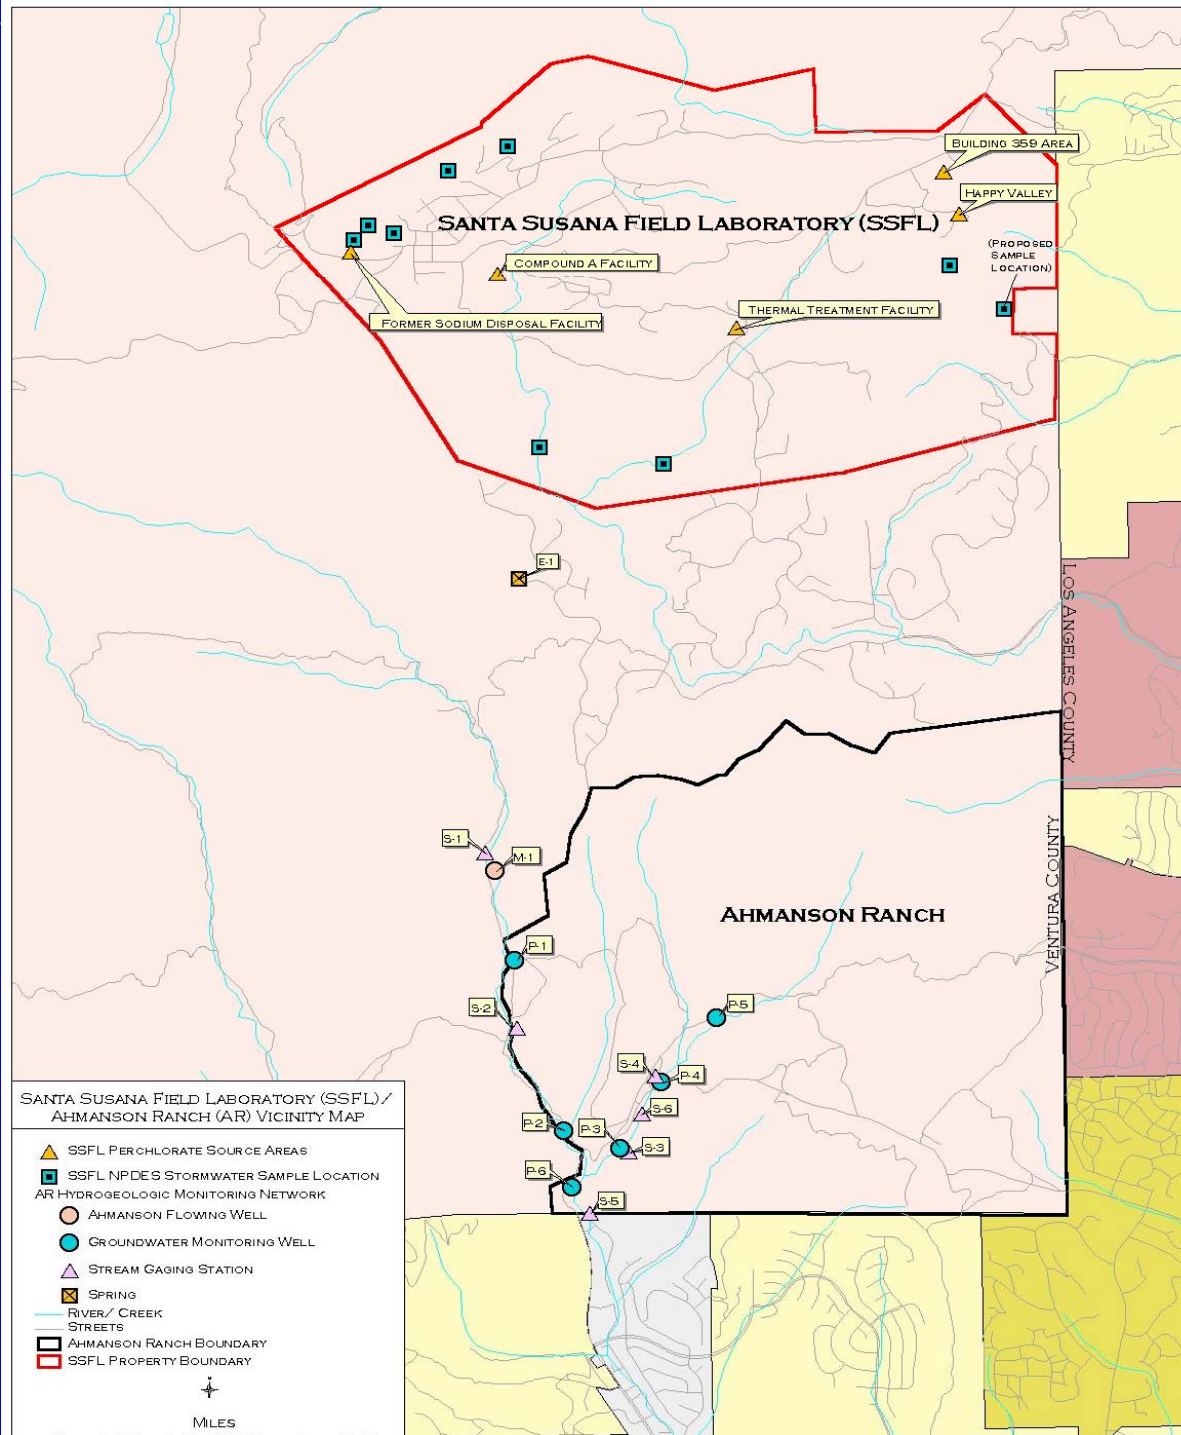 BUILDING 359 AREA
HAPPY VALLEY
SANTA SUSANA FIELD LABORATORY (SSFL)
(PROPOSED
SAMPLE
LOCATION)
COMPOUND A FACILITY
THERMAL TREATMENT FACILITY
FORMER SODIUM DISPOSAL FACILITY
E-1
LOS ANGELES COUNTY
VENTURA COUNTY
S-1
M-1
AHMANSON RANCH
P-1
S-2
P-5
S-4
P-4
S-6
P-2
P-3
S-3
P-6
S-5
SANTA SUSANA FIELD LABORATORY (SSFL)/
AHMANSON RANCH (AR) VICINITY MAP
SSFL PERCHLORATE SOURCE AREAS
SSFL NPDES STORMWATER SAMPLE LOCATION
AR HYDROGEOLOGIC MONITORING NETWORK
AHMANSON FLOWING WELL
GROUNDWATER MONITORING WELL
STREAM GAGING STATION
SPRING
RIVER/ CREEK
STREETS
AHMANSON RANCH BOUNDARY
SSFL PROPERTY BOUNDARY
MILES